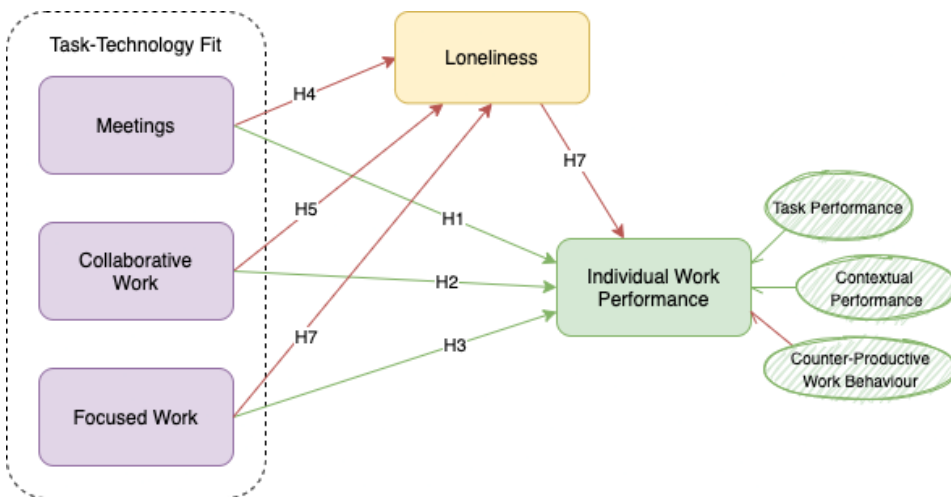 Task-Technology Fit
Loneliness
Meetings
H4
H7
H5
H1
Task Performance
Collaborative
Work
H2
Individual Work
Performance
Contextual
Performance
H7
H3
Counter-Productive
Work Behaviour
Focused Work